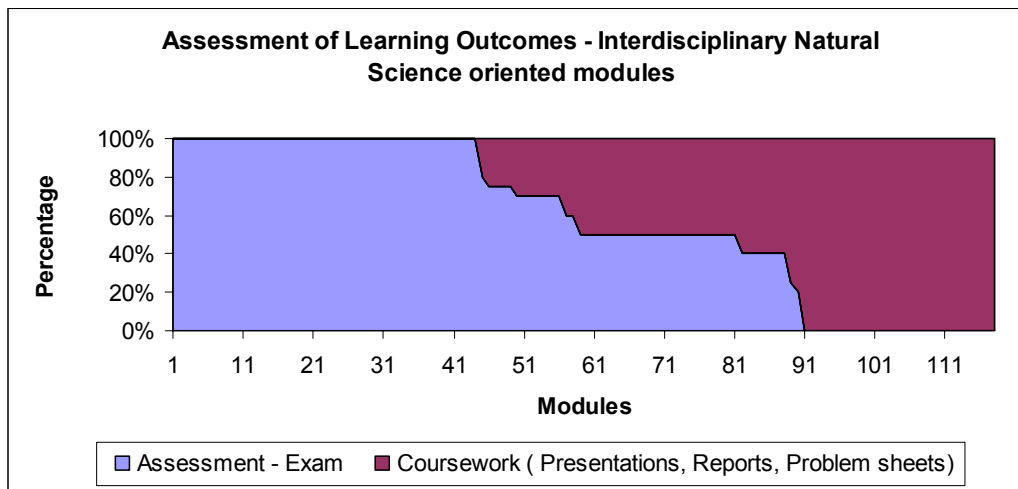 Assessment of Learning Outcomes - Interdisciplinary Natural
Science oriented modules
Percentage
100%
80%
60%
40%
20%
0%
1 11 21 31 41 51 61 71 81 91 101 111
Modules
Assessment - Exam Coursework ( Presentations, Reports, Problem sheets)